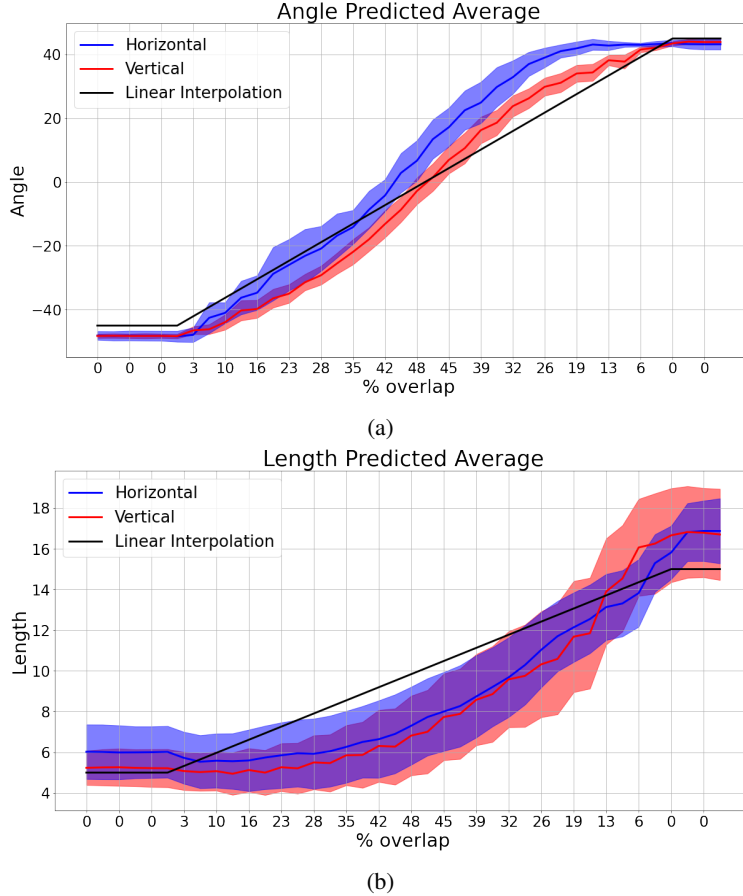 Angle Predicted Average
Horizontal
Vertical
Linear Interpolation
Angle
40
20
0
−20
−40
0 0 0 3 10 16 23 28 35 42 48 45 39 32 26 19 13 6 0 0
% overlap
(a)
Length Predicted Average
Horizontal
Vertical
Linear Interpolation
Length
18
16
14
12
10
8
6
4
0 0 0 3 10 16 23 28 35 42 48 45 39 32 26 19 13 6 0 0
% overlap
(b)